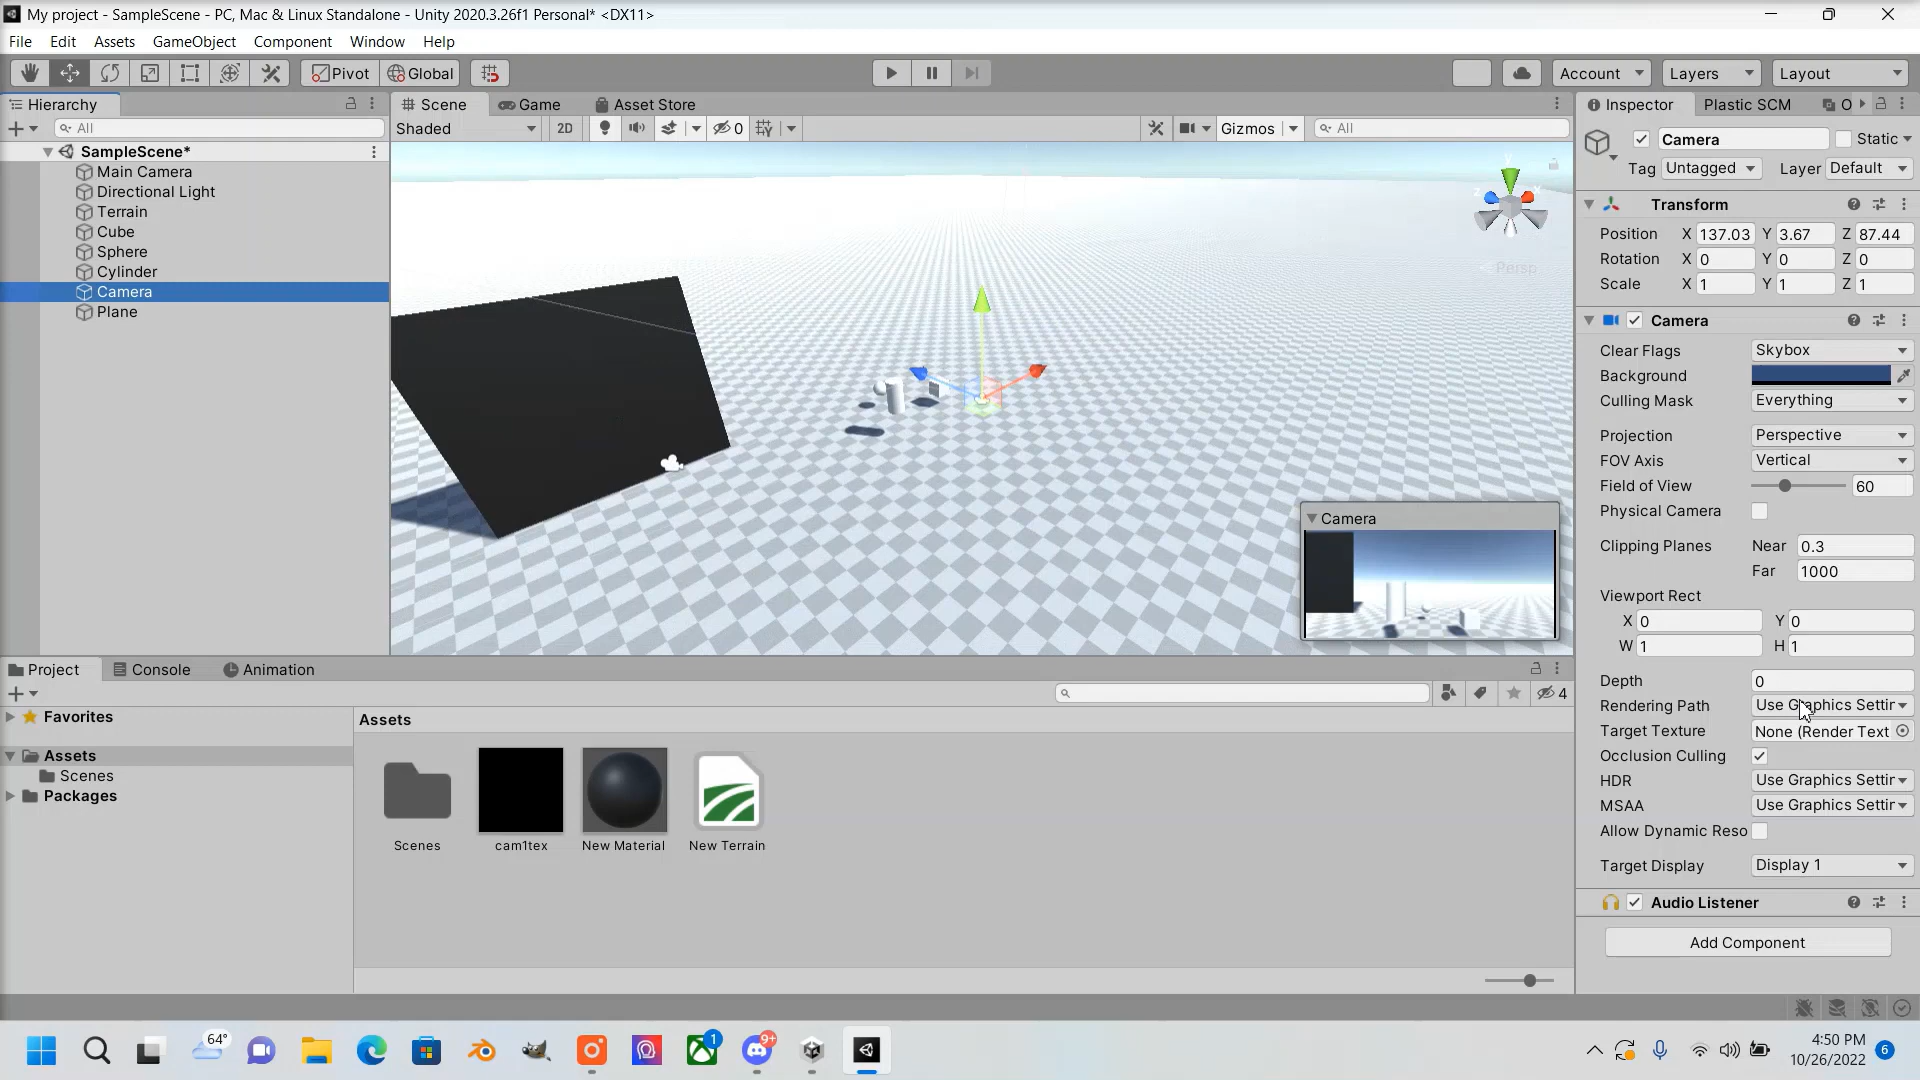 My project - SampleScene - PC, Mac & Linux Standalone - Unity 2020.3.26f1 Personal* <DX11>
File Edit Assets GameObject Component Window Help
Pivot Global Account Layers Layout
Hierarchy
All
SampleScene*
Main Camera
Directional Light
Terrain
Cube
Sphere
Cylinder
Camera
Plane
Scene Game Asset Store
Shaded 2D 0 Gizmos All
y
z x
Persp
Camera
Inspector Plastic SCM O
Camera Static
Tag Untagged Layer Default
Transform
Position X 137.03 Y 3.67 Z 87.44
Rotation X 0 Y 0 Z 0
Scale X 1 Y 1 Z 1
Camera
Clear Flags Skybox
Background
Culling Mask Everything
Projection Perspective
FOV Axis Vertical
Field of View 60
Physical Camera
Clipping Planes Near 0.3
Far 1000
Viewport Rect
X 0 Y 0
W 1 H 1
Depth 0
Rendering Path Use Graphics Settir
Target Texture None (Render Text
Occlusion Culling
HDR Use Graphics Settir
MSAA Use Graphics Settir
Allow Dynamic Reso
Target Display Display 1
Audio Listener
Add Component
Project Console Animation
4
Favorites
Assets
Scenes
Packages
Assets
Scenes cam1tex New Material New Terrain
64°
1
9+
4:50 PM
10/26/2022
6